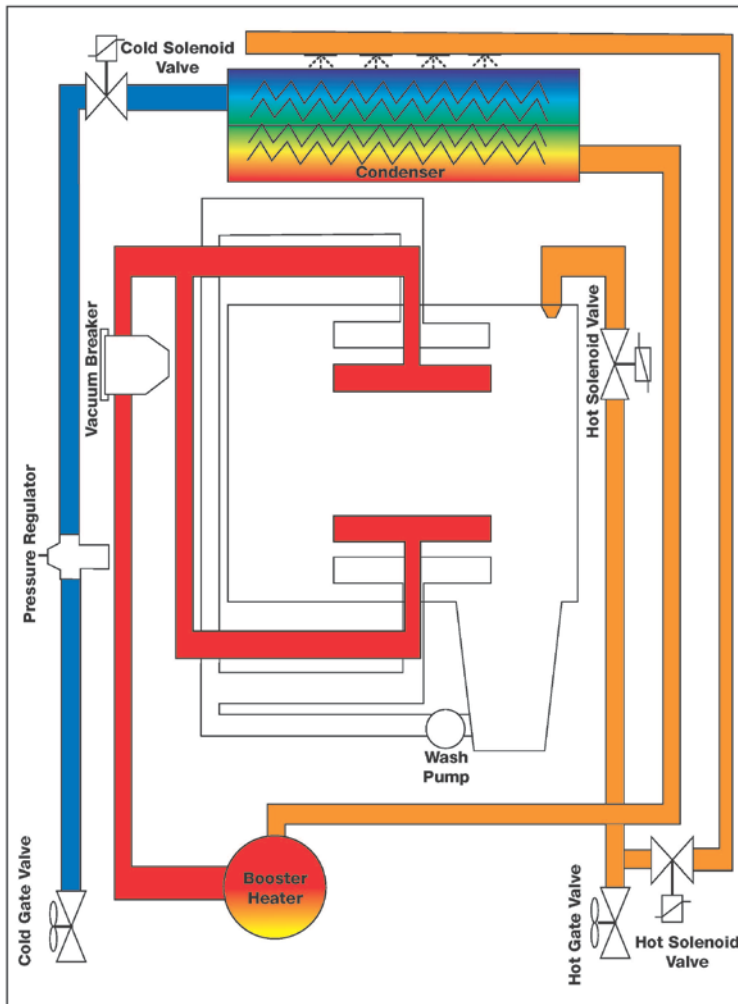 Cold Solenoid
Valve
Condenser
Vacuum Breaker
Hot Solenoid Valve
Pressure Regulator
Wash
Pump
Booster
Heater
Cold Gate Valve
Hot Gate Valve
Hot Solenoid
Valve